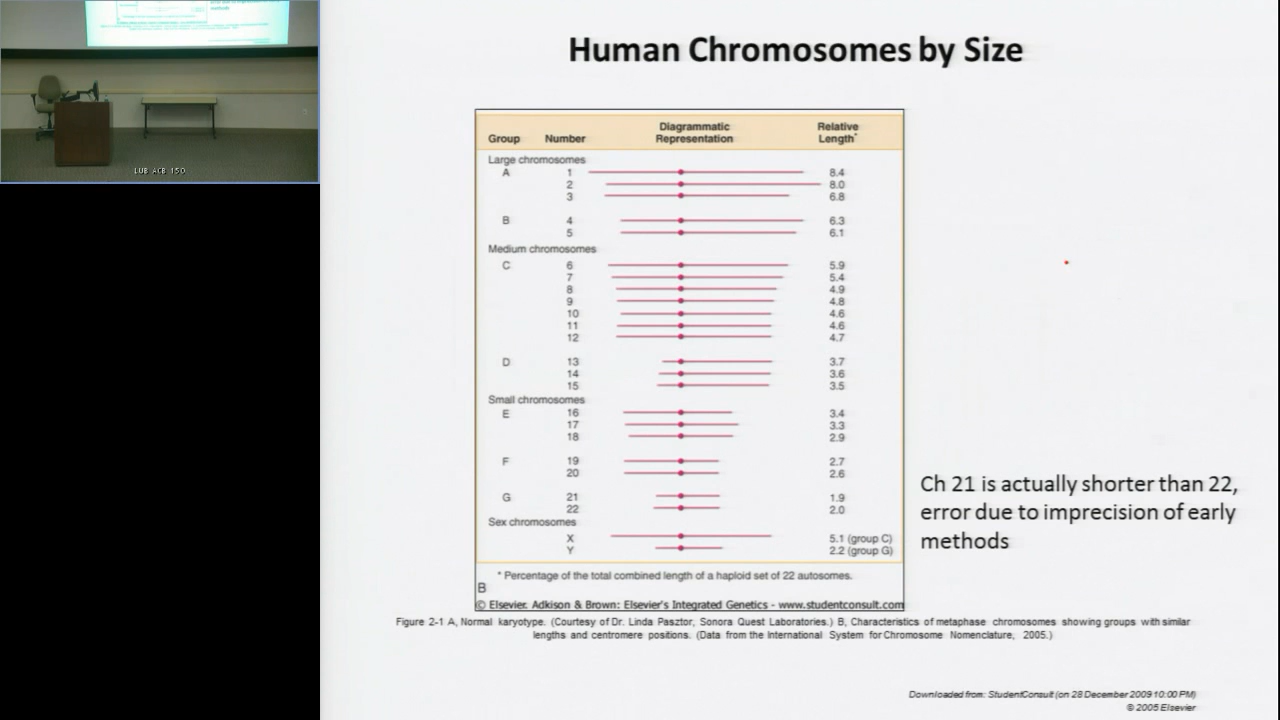 LUB ACB 150
Human Chromosomes by Size
Group Number Diagrammatic Representation Relative Length*
Large chromosomes
A 1 8.4
2 8.0
3 6.8
B 4 6.3
5 6.1
Medium chromosomes
C 6 5.9
7 5.4
8 4.9
9 4.8
10 4.6
11 4.6
12 4.7
D 13 3.7
14 3.6
15 3.5
Small chromosomes
E 16 3.4
17 3.3
18 2.9
F 19 2.7
20 2.6
G 21 1.9
22 2.0
Sex chromosomes
X 5.1 (group C)
Y 2.2 (group G)
* Percentage of the total combined length of a haploid set of 22 autosomes.
B
© Elsevier. Adkison & Brown: Elsevier's Integrated Genetics - www.studentconsult.com
Ch 21 is actually shorter than 22,
error due to imprecision of early
methods
Figure 2-1 A, Normal karyotype. (Courtesy of Dr. Linda Pasztor, Sonora Quest Laboratories.) B, Characteristics of metaphase chromosomes showing groups with similar
lengths and centromere positions. (Data from the International System for Chromosome Nomenclature, 2005.)
Downloaded from: StudentConsult (on 28 December 2009 10:00 PM)
© 2005 Elsevier